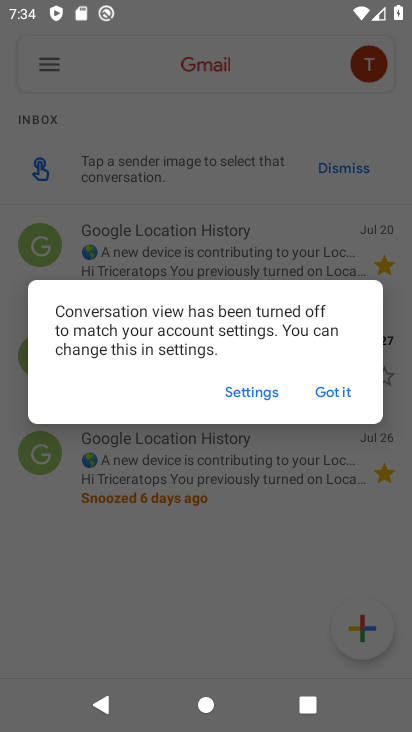 7:34
Gmail
T
INBOX
Tap a sender image to select that
conversation.
Dismiss
G
Google Location History
Jul 20
🌎 A new device is contributing to your Loc...
Hi Triceratops You previously turned on Loca...
Conversation view has been turned off
to match your account settings. You can
change this in settings.
27
Settings
Got it
G
Google Location History
Jul 26
🌎 A new device is contributing to your Loc...
Hi Triceratops You previously turned on Loca...
Snoozed 6 days ago